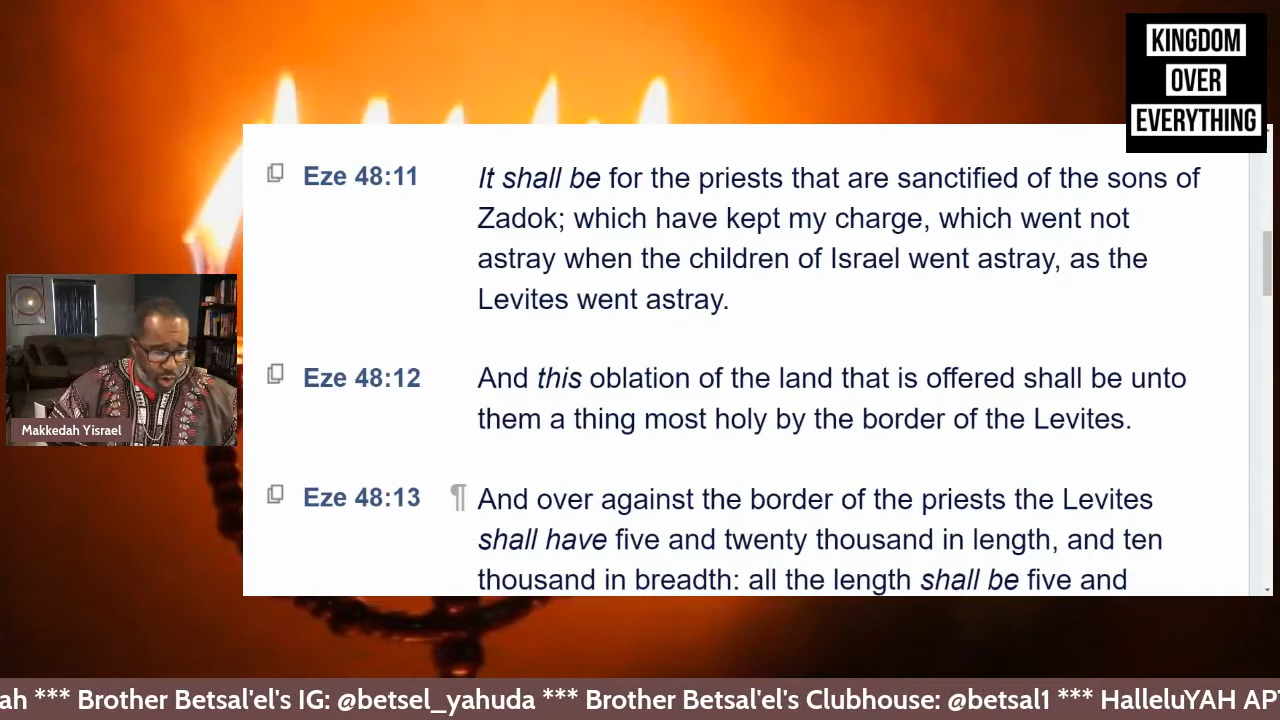 KINGDOM
OVER
EVERYTHING
Eze 48:11 It shall be for the priests that are sanctified of the sons of
Zadok; which have kept my charge, which went not
astray when the children of Israel went astray, as the
Levites went astray.
Eze 48:12 And this oblation of the land that is offered shall be unto
them a thing most holy by the border of the Levites.
Eze 48:13 ¶ And over against the border of the priests the Levites
shall have five and twenty thousand in length, and ten
thousand in breadth: all the length shall be five and
Makkedah Yisrael
ah *** Brother Betsal'el's IG: @betsel_yahuda *** Brother Betsal'el's Clubhouse: @betsal1 *** HalleluYAH AP